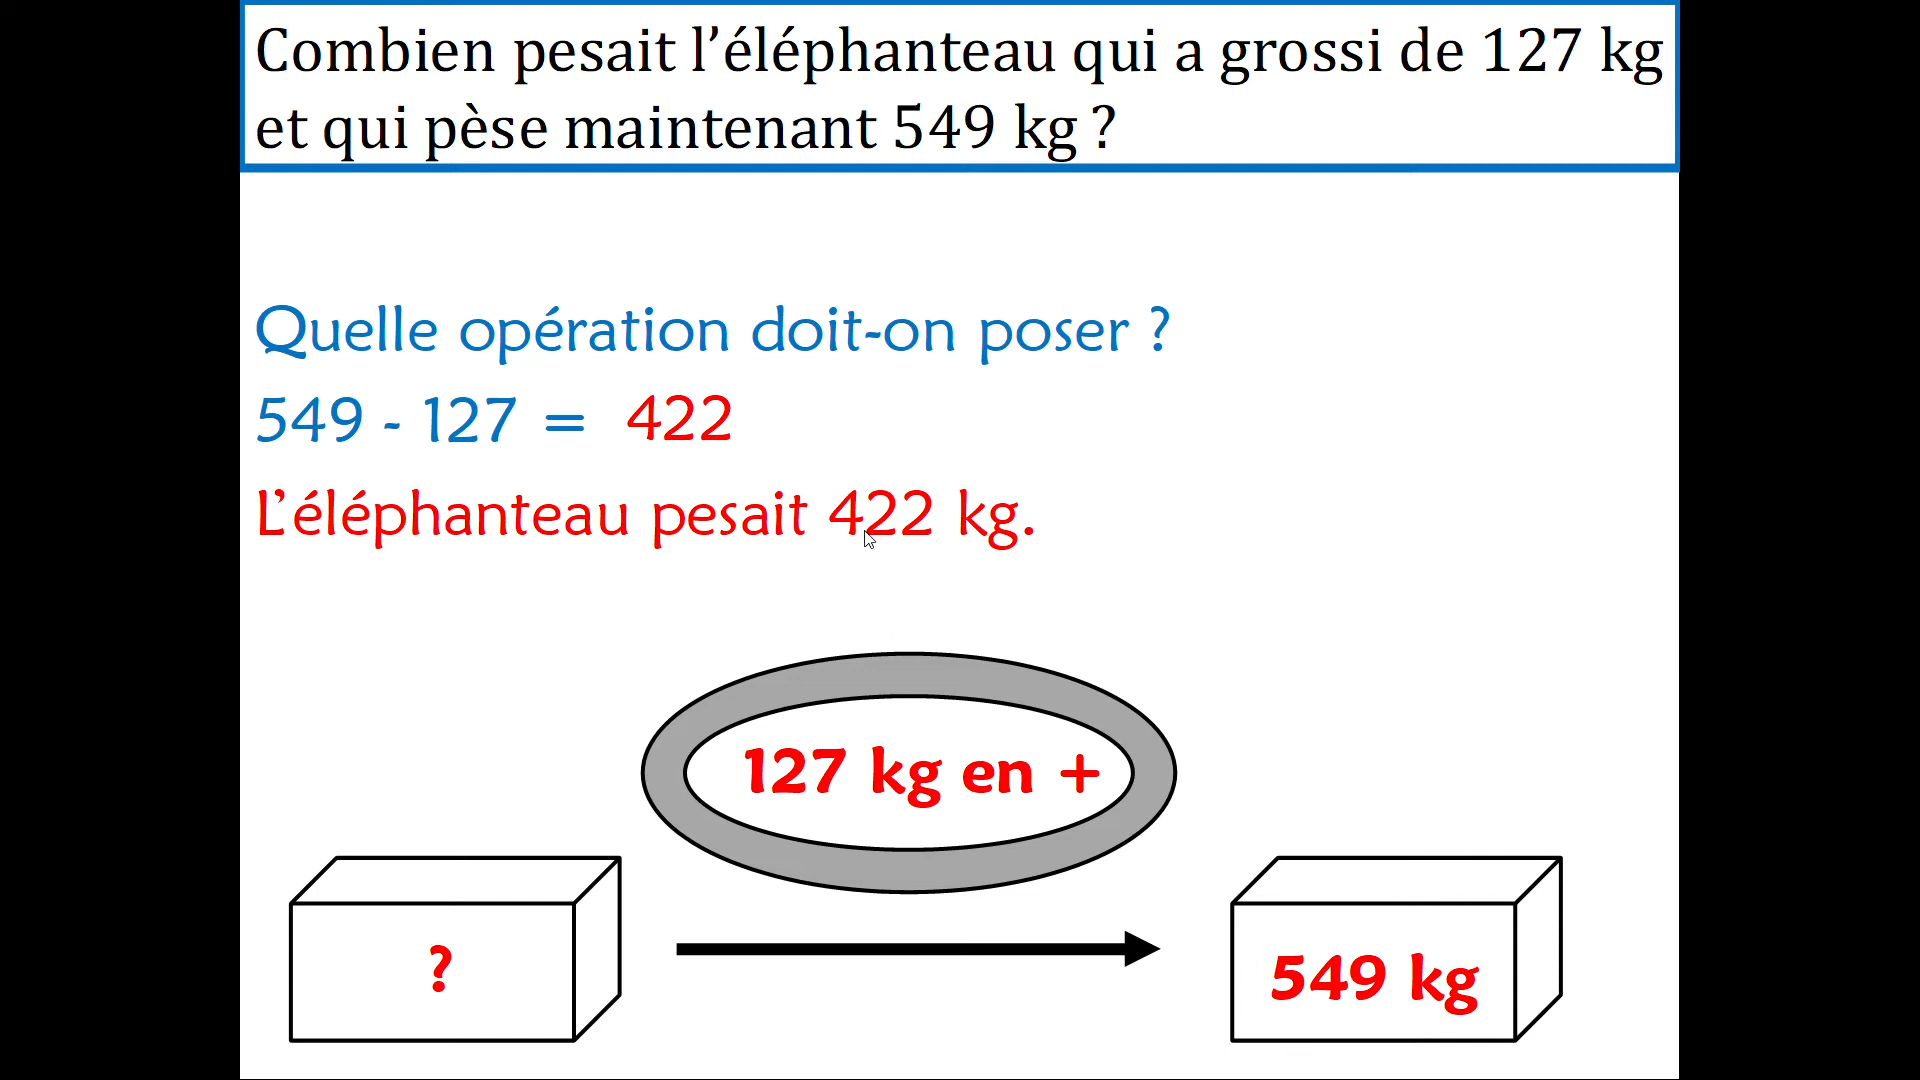 Combien pesait l’éléphanteau qui a grossi de 127 kg
et qui pèse maintenant 549 kg ?
Quelle opération doit-on poser ?
549 - 127 = 422
L’éléphanteau pesait 422 kg.
127 kg en +
?
549 kg